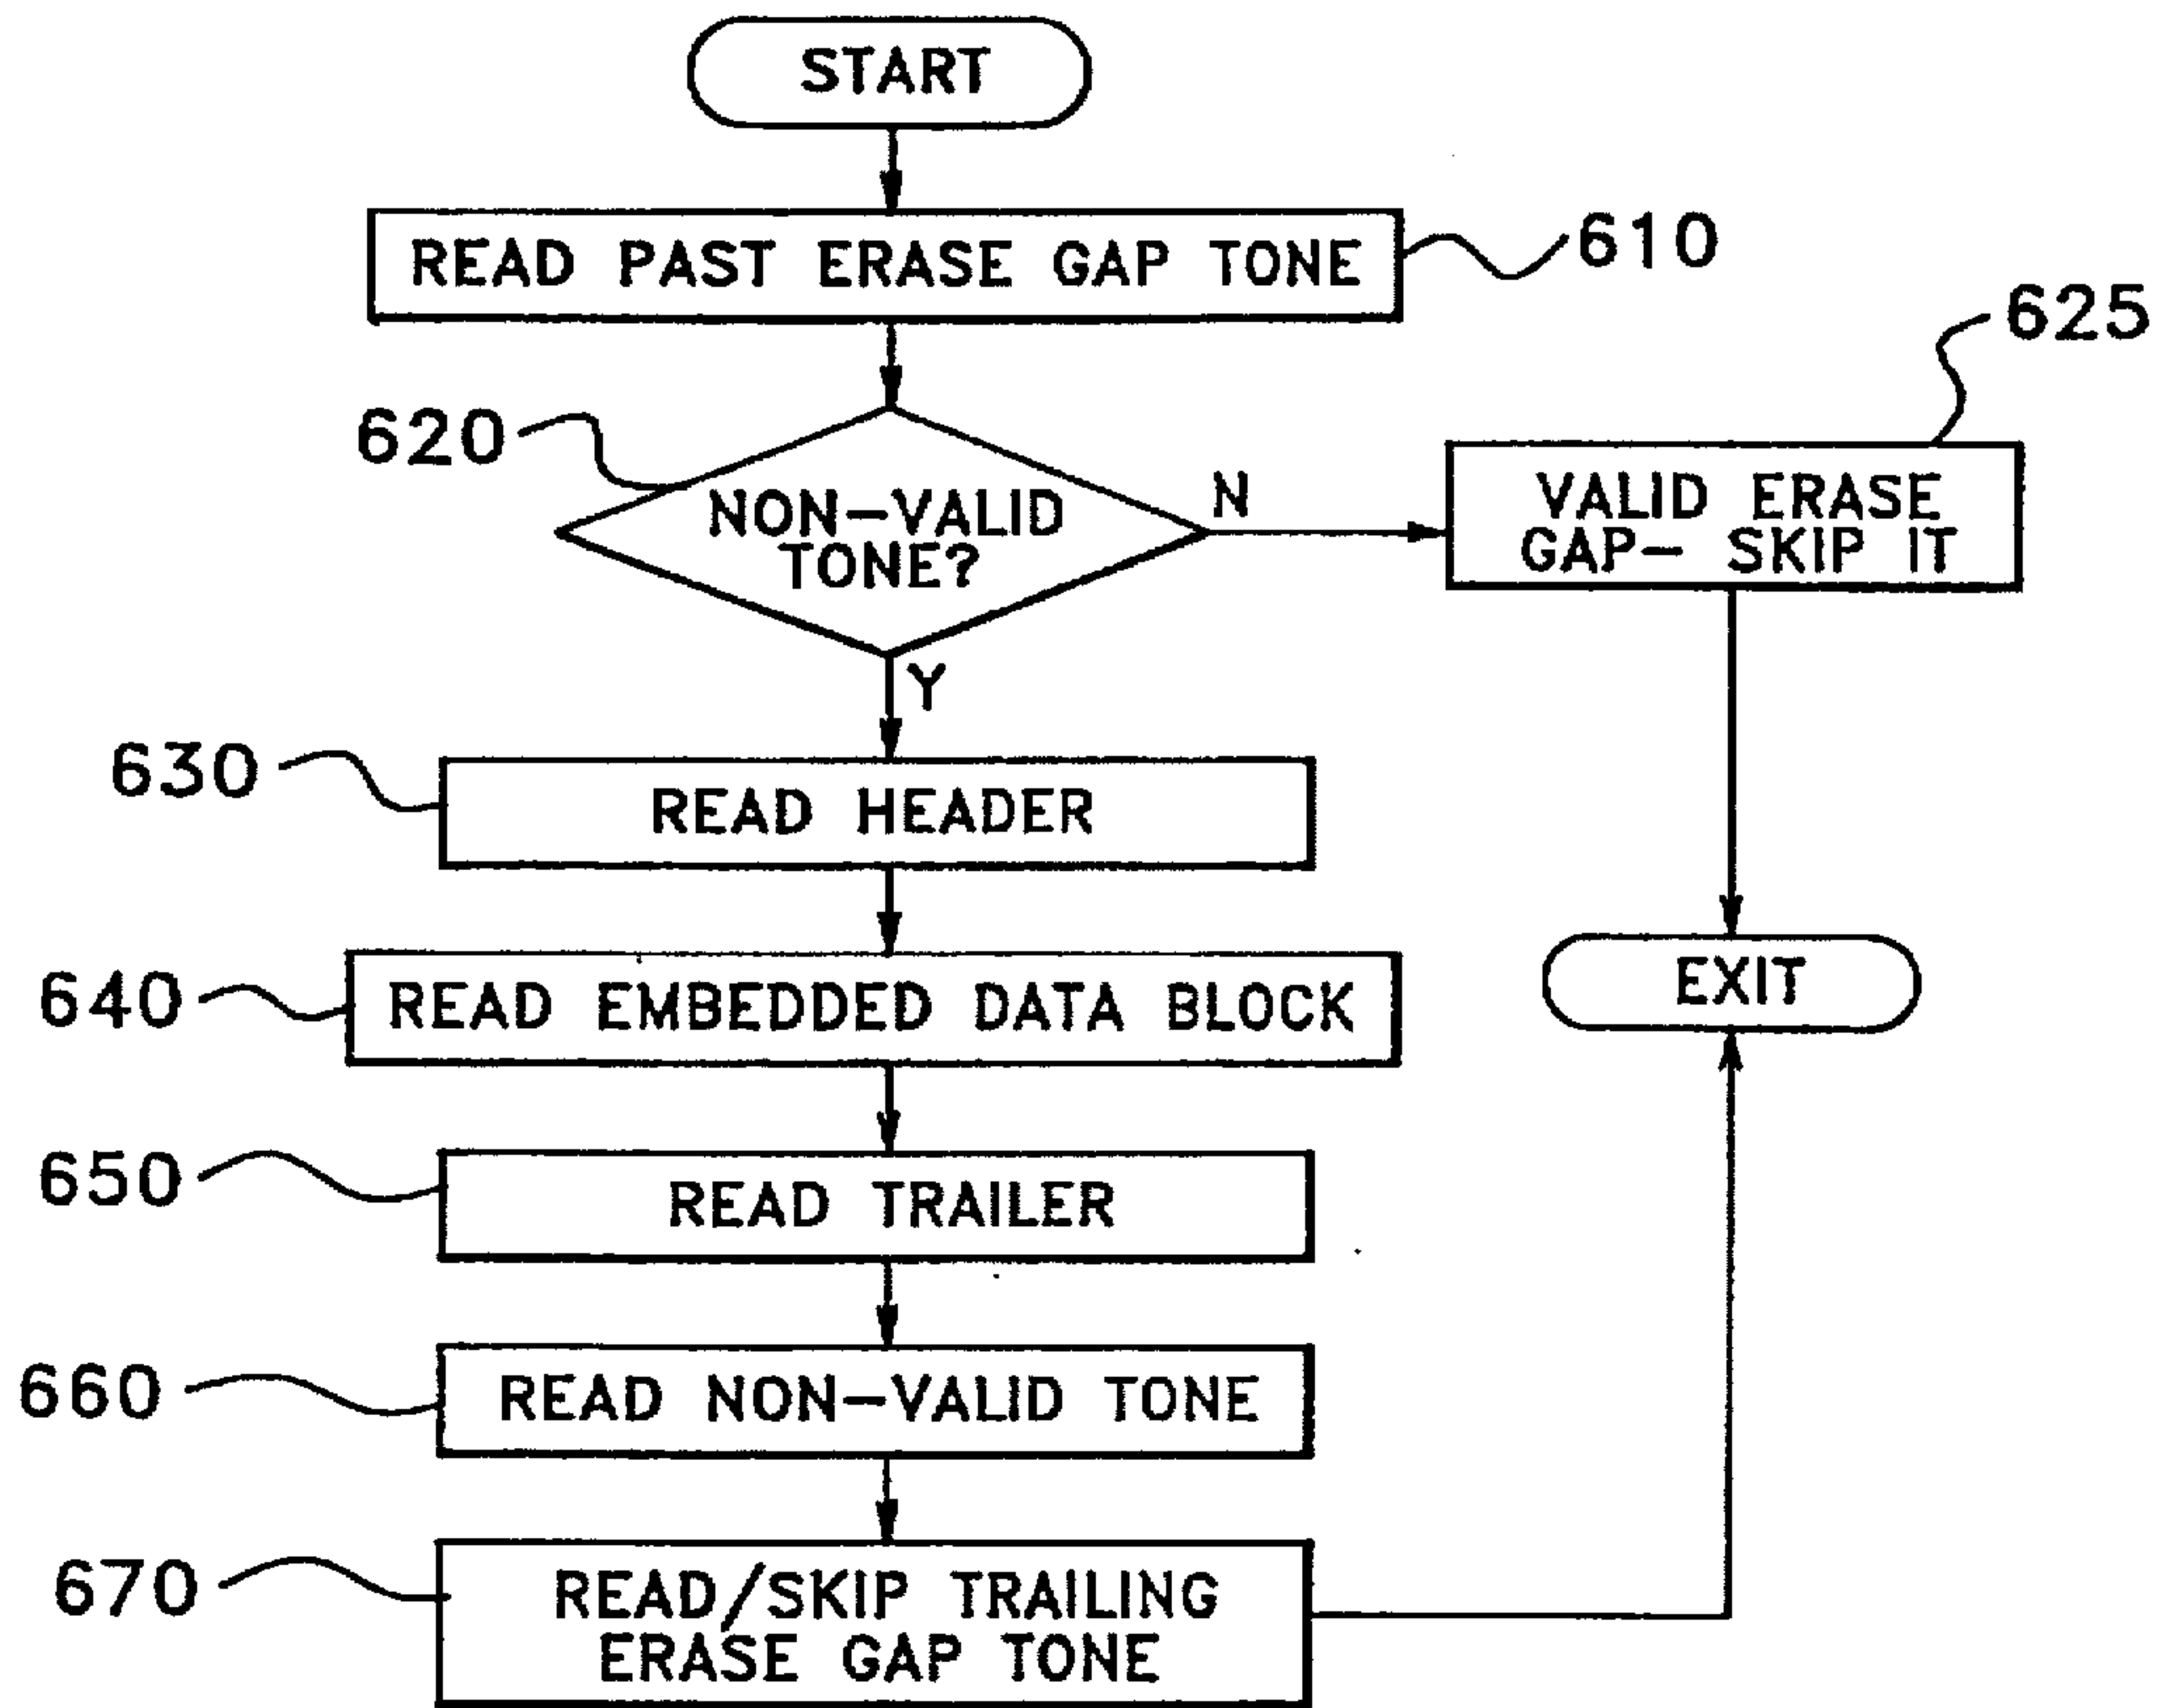 START
READ PAST ERASE GAP TONE
610
625
620
NON-VALID
TONE?
N
VALID ERASE
GAP- SKIP IT
Y
630
READ HEADER
640
READ EMBEDDED DATA BLOCK
EXIT
650
READ TRAILER
660
READ NON-VALID TONE
670
READ/SKIP TRAILING
ERASE GAP TONE